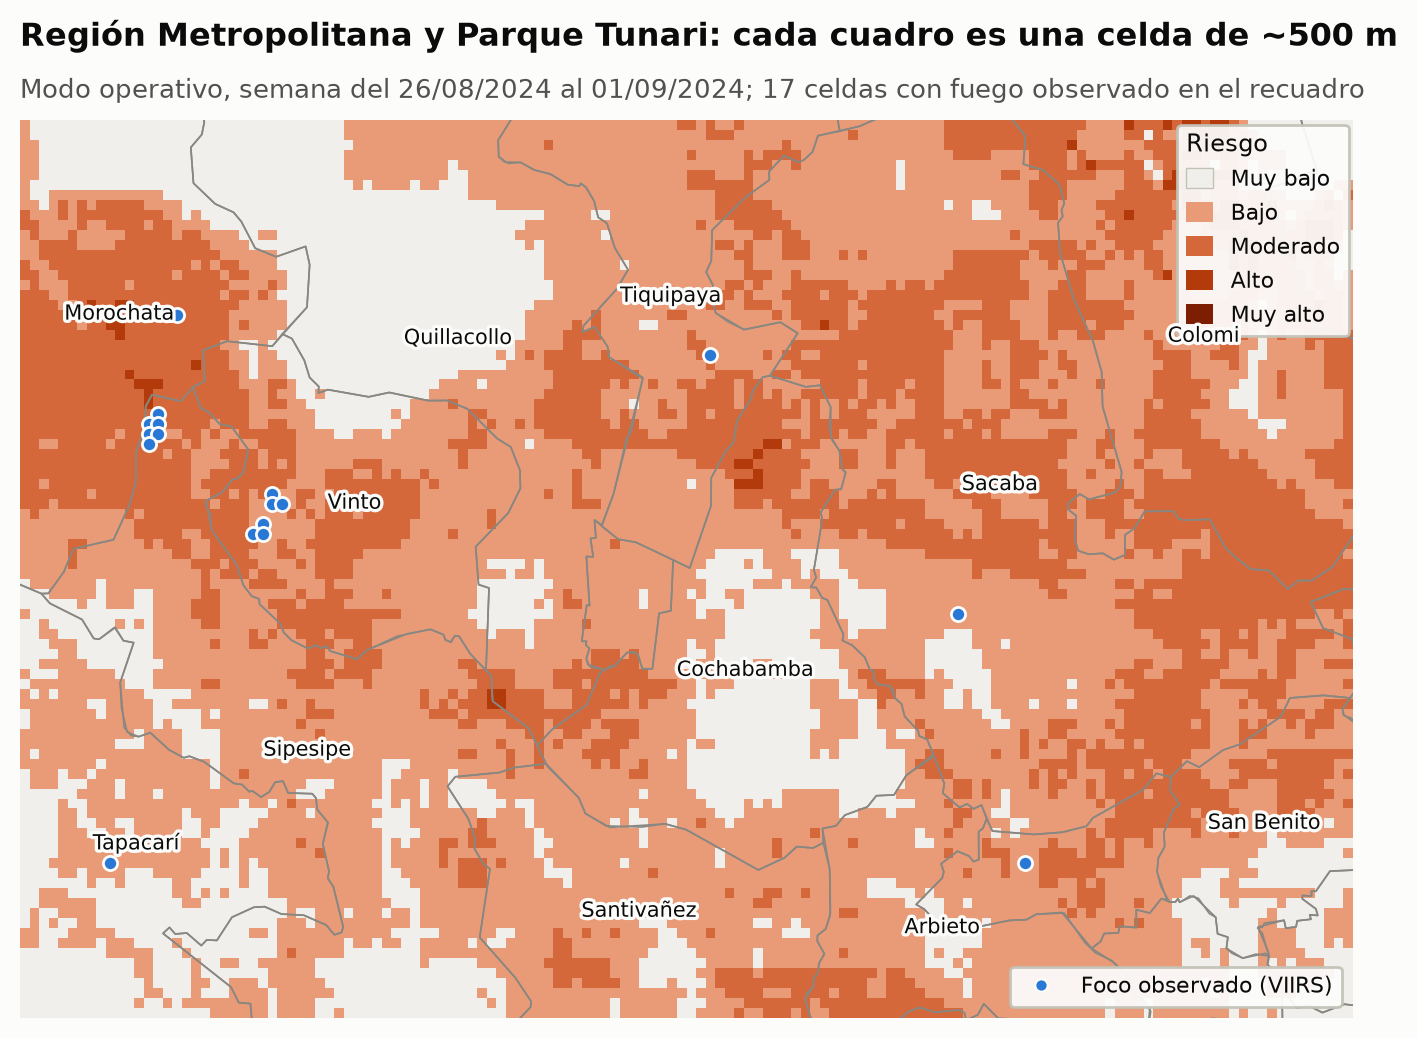 Región Metropolitana y Parque Tunari: cada cuadro es una celda de ~500 m
Modo operativo, semana del 26/08/2024 al 01/09/2024; 17 celdas con fuego observado en el recuadro
Riesgo
Muy bajo
Bajo
Moderado
Alto
Muy alto
Tiquipaya
Morochata
Quillacollo
Colomi
Sacaba
Vinto
Cochabamba
Sipesipe
San Benito
Tapacarí
Santivañez
Arbieto
Foco observado (VIIRS)